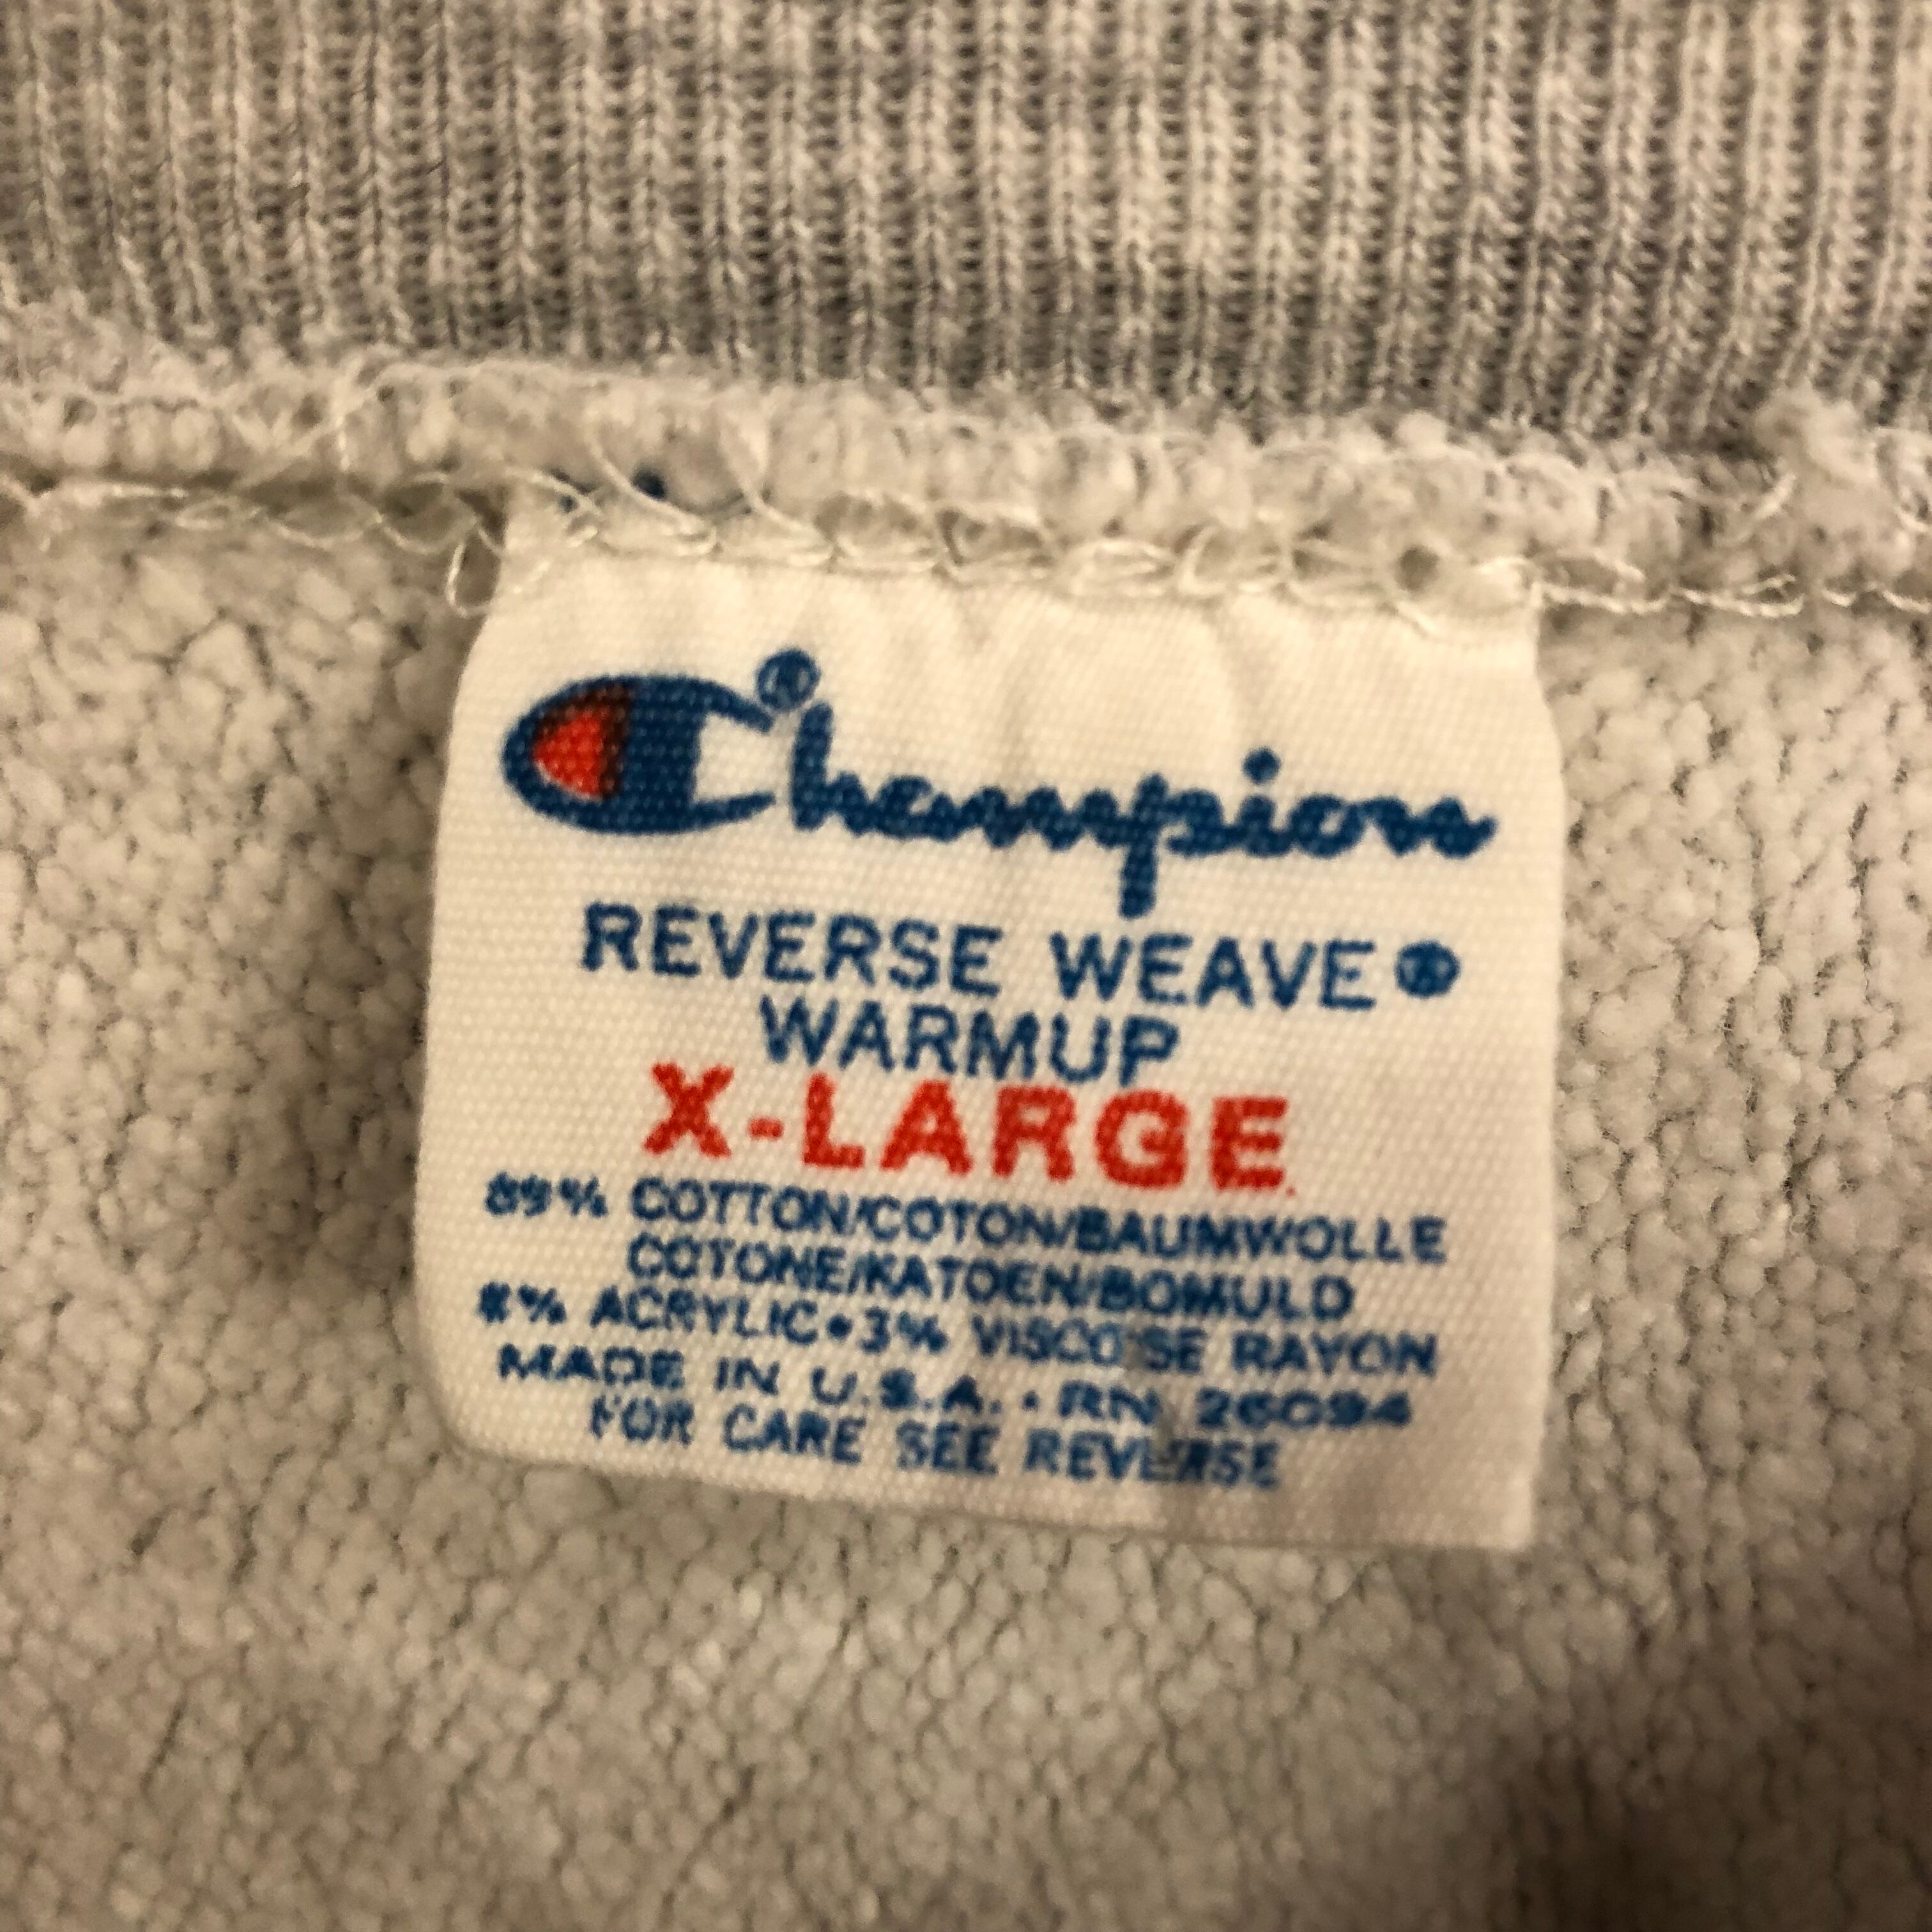 Champion®
REVERSE WEAVE®
WARMUP
X-LARGE
89% COTTON/COTON/BAUMWOLLE
COTONE/KATOEN/BOMULD
8% ACRYLIC•3% VISCOSE RAYON
MADE IN U.S.A. • RN 26094
FOR CARE SEE REVERSE